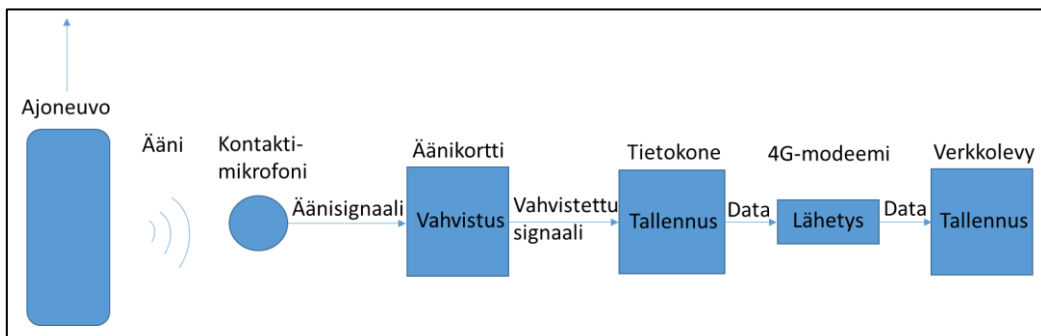 Ajoneuvo
Ääni
Kontakti-
mikrofoni
Äänisignaali
Äänikortti
Vahvistus
Vahvistettu
signaali
Tietokone
Tallennus
Data
4G-modeemi
Lähetys
Data
Verkkolevy
Tallennus